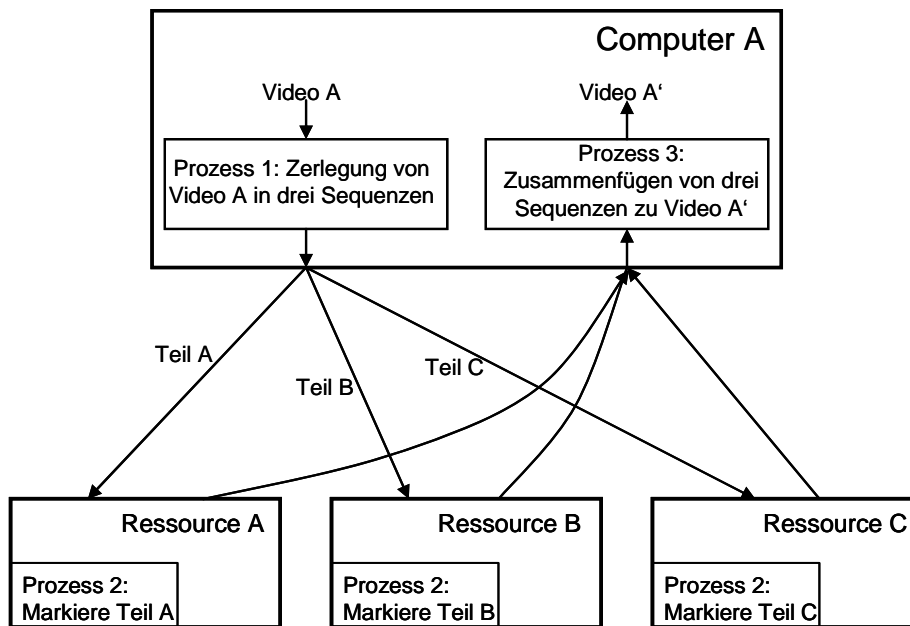 Computer A
Video A
Video A‘
Prozess 1: Zerlegung von
Video A in drei Sequenzen
Prozess 3:
Zusammenfügen von drei
Sequenzen zu Video A‘
Teil A
Teil B
Teil C
Ressource A
Prozess 2:
Markiere Teil A
Ressource B
Prozess 2:
Markiere Teil B
Ressource C
Prozess 2:
Markiere Teil C